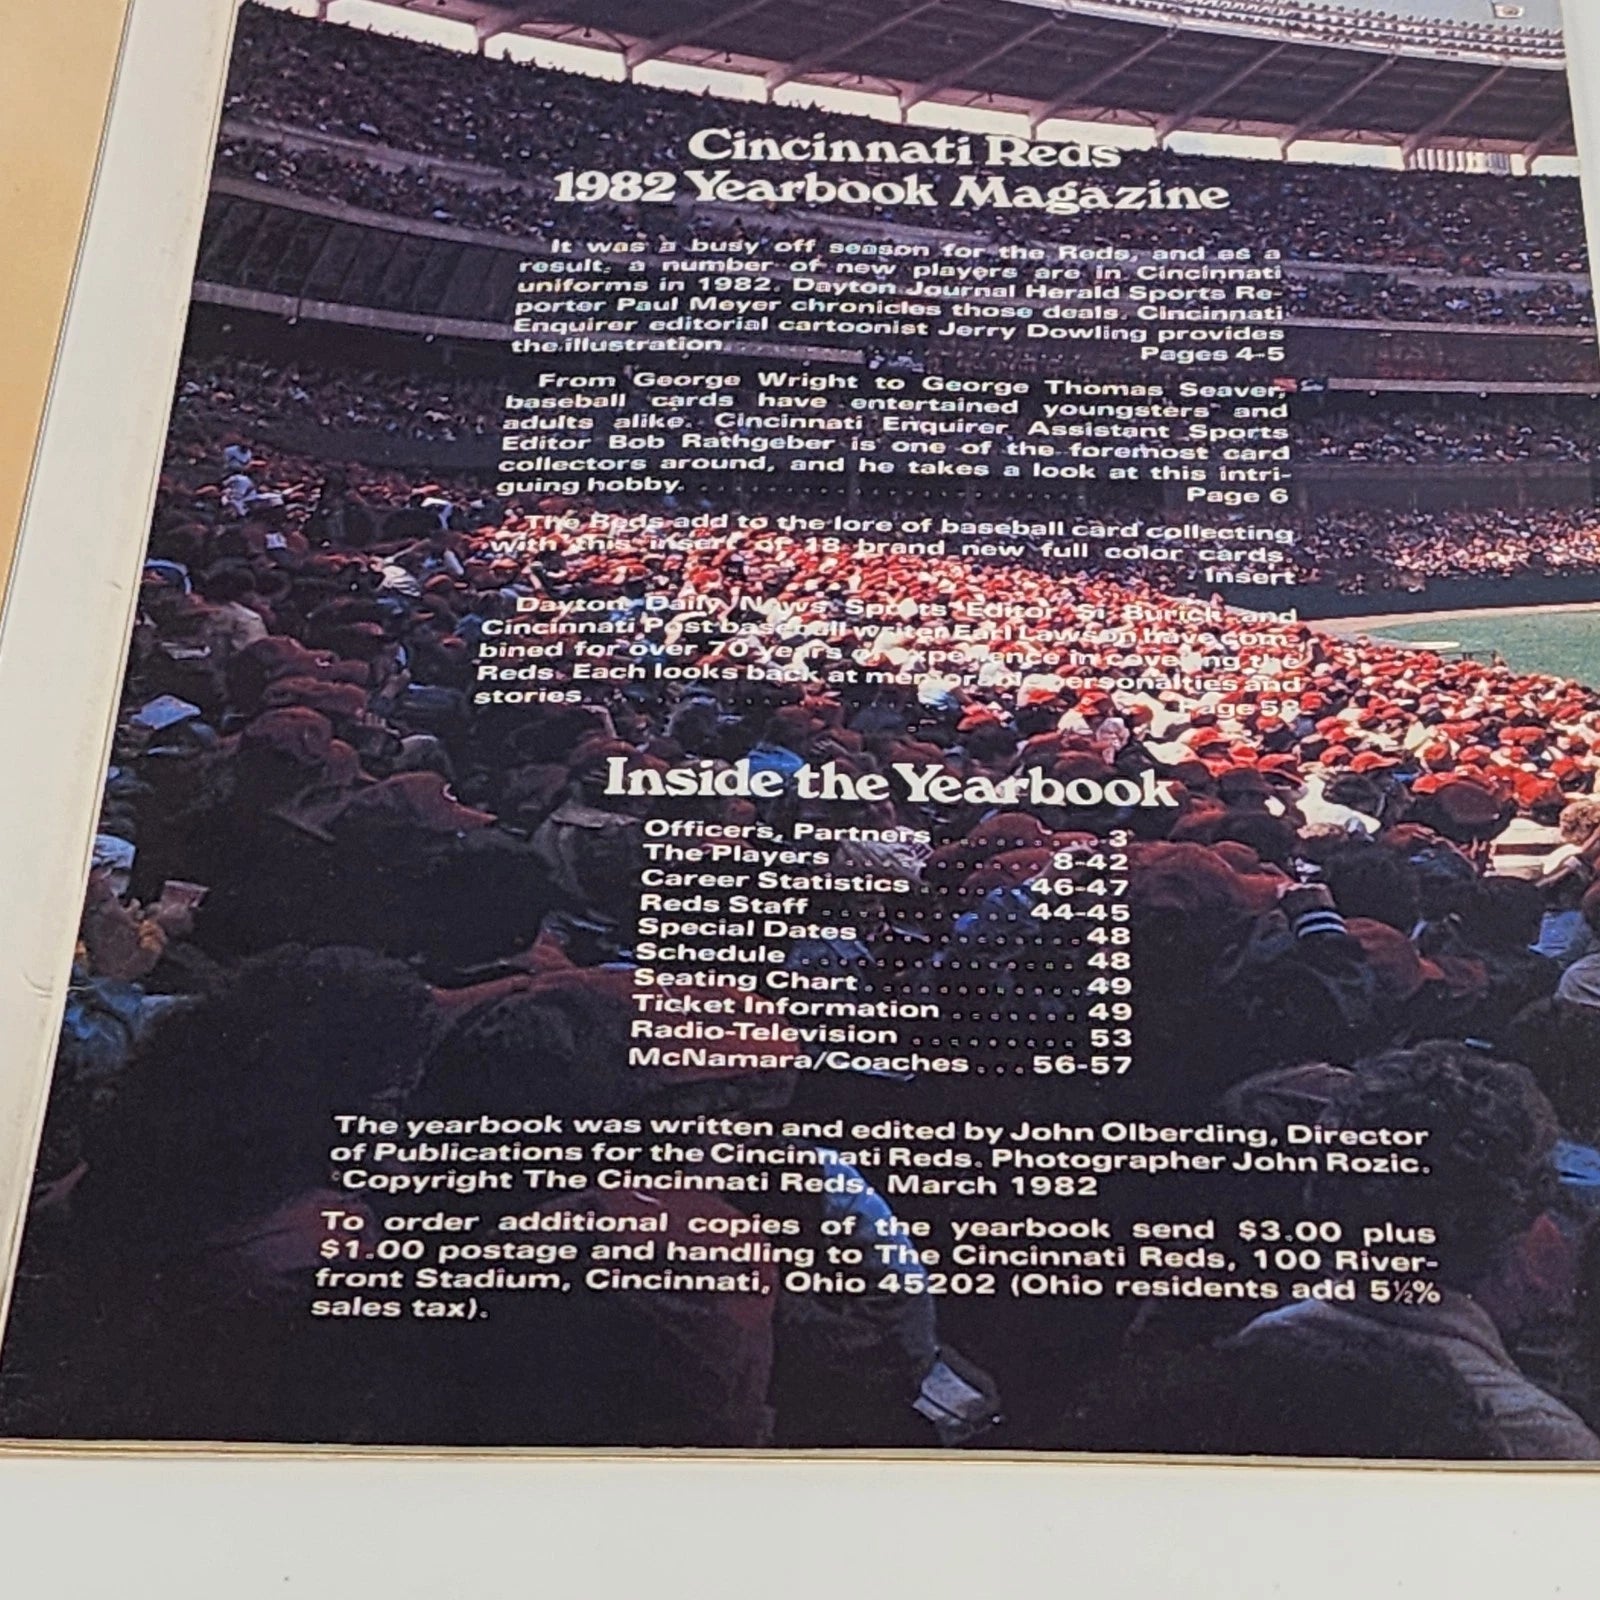 Cincinnati Reds
1982 Yearbook Magazine
It was a busy off season for the Reds, and as a
result, a number of new players are in Cincinnati
uniforms in 1982. Dayton Journal Herald Sports Re-
porter Paul Meyer chronicles those deals. Cincinnati
Enquirer editorial cartoonist Jerry Dowling provides
the illustration. . . . . . . . . . . . . . . . . . . . Pages 4-5
From George Wright to George Thomas Seaver,
baseball cards have entertained youngsters and
adults alike. Cincinnati Enquirer Assistant Sports
Editor Bob Rathgeber is one of the foremost card
collectors around, and he takes a look at this intri-
guing hobby. . . . . . . . . . . . . . . . . . . . Page 6
The Reds add to the lore of baseball card collecting
with this insert of 18 brand new full color cards.
. Insert
Dayton Daily News Sports Editor Si Burick and
Cincinnati Post baseball writer Earl Lawson have com-
bined for over 70 years of experience in covering the
Reds. Each looks back at memorable personalties and
stories. . . . . . . . . . . . . . . . . . . . Page 58
Inside the Yearbook
Officers, Partners . . . . . . . . 3
The Players . . . . . . . . . . 8-42
Career Statistics . . . . . . 46-47
Reds Staff . . . . . . . . . . 44-45
Special Dates . . . . . . . . . . 48
Schedule . . . . . . . . . . . . . 48
Seating Chart . . . . . . . . . . 49
Ticket Information . . . . . . . 49
Radio-Television . . . . . . . . 53
McNamara/Coaches . . . 56-57
The yearbook was written and edited by John Olberding, Director
of Publications for the Cincinnati Reds. Photographer John Rozic.
©Copyright The Cincinnati Reds, March 1982
To order additional copies of the yearbook send $3.00 plus
$1.00 postage and handling to The Cincinnati Reds, 100 River-
front Stadium, Cincinnati, Ohio 45202 (Ohio residents add 5½%
sales tax).